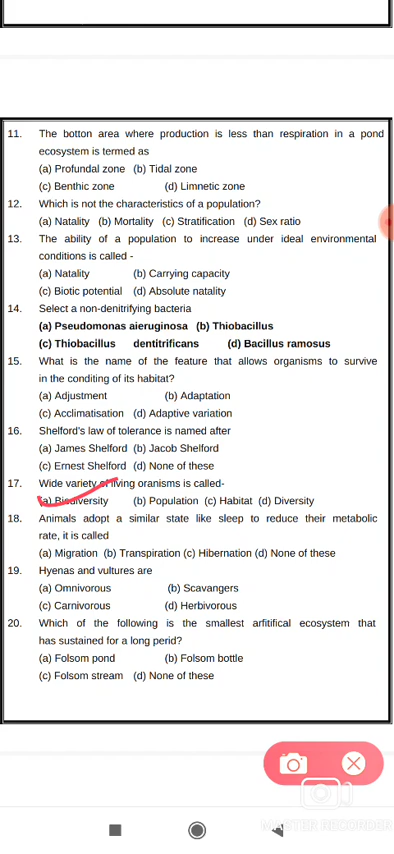 11. The botton area where production is less than respiration in a pond
ecosystem is termed as
(a) Profundal zone (b) Tidal zone
(c) Benthic zone (d) Limnetic zone
12. Which is not the characteristics of a population?
(a) Natality (b) Mortality (c) Stratification (d) Sex ratio
13. The ability of a population to increase under ideal environmental
conditions is called -
(a) Natality (b) Carrying capacity
(c) Biotic potential (d) Absolute natality
14. Select a non-denitrifying bacteria
(a) Pseudomonas aieruginosa (b) Thiobacillus
(c) Thiobacillus dentitrificans (d) Bacillus ramosus
15. What is the name of the feature that allows organisms to survive
in the conditing of its habitat?
(a) Adjustment (b) Adaptation
(c) Acclimatisation (d) Adaptive variation
16. Shelford's law of tolerance is named after
(a) James Shelford (b) Jacob Shelford
(c) Ernest Shelford (d) None of these
17. Wide variety of living oranisms is called-
(a) Biodiversity (b) Population (c) Habitat (d) Diversity
18. Animals adopt a similar state like sleep to reduce their metabolic
rate, it is called
(a) Migration (b) Transpiration (c) Hibernation (d) None of these
19. Hyenas and vultures are
(a) Omnivorous (b) Scavangers
(c) Carnivorous (d) Herbivorous
20. Which of the following is the smallest arfitifical ecosystem that
has sustained for a long perid?
(a) Folsom pond (b) Folsom bottle
(c) Folsom stream (d) None of these
MASTER RECORDER